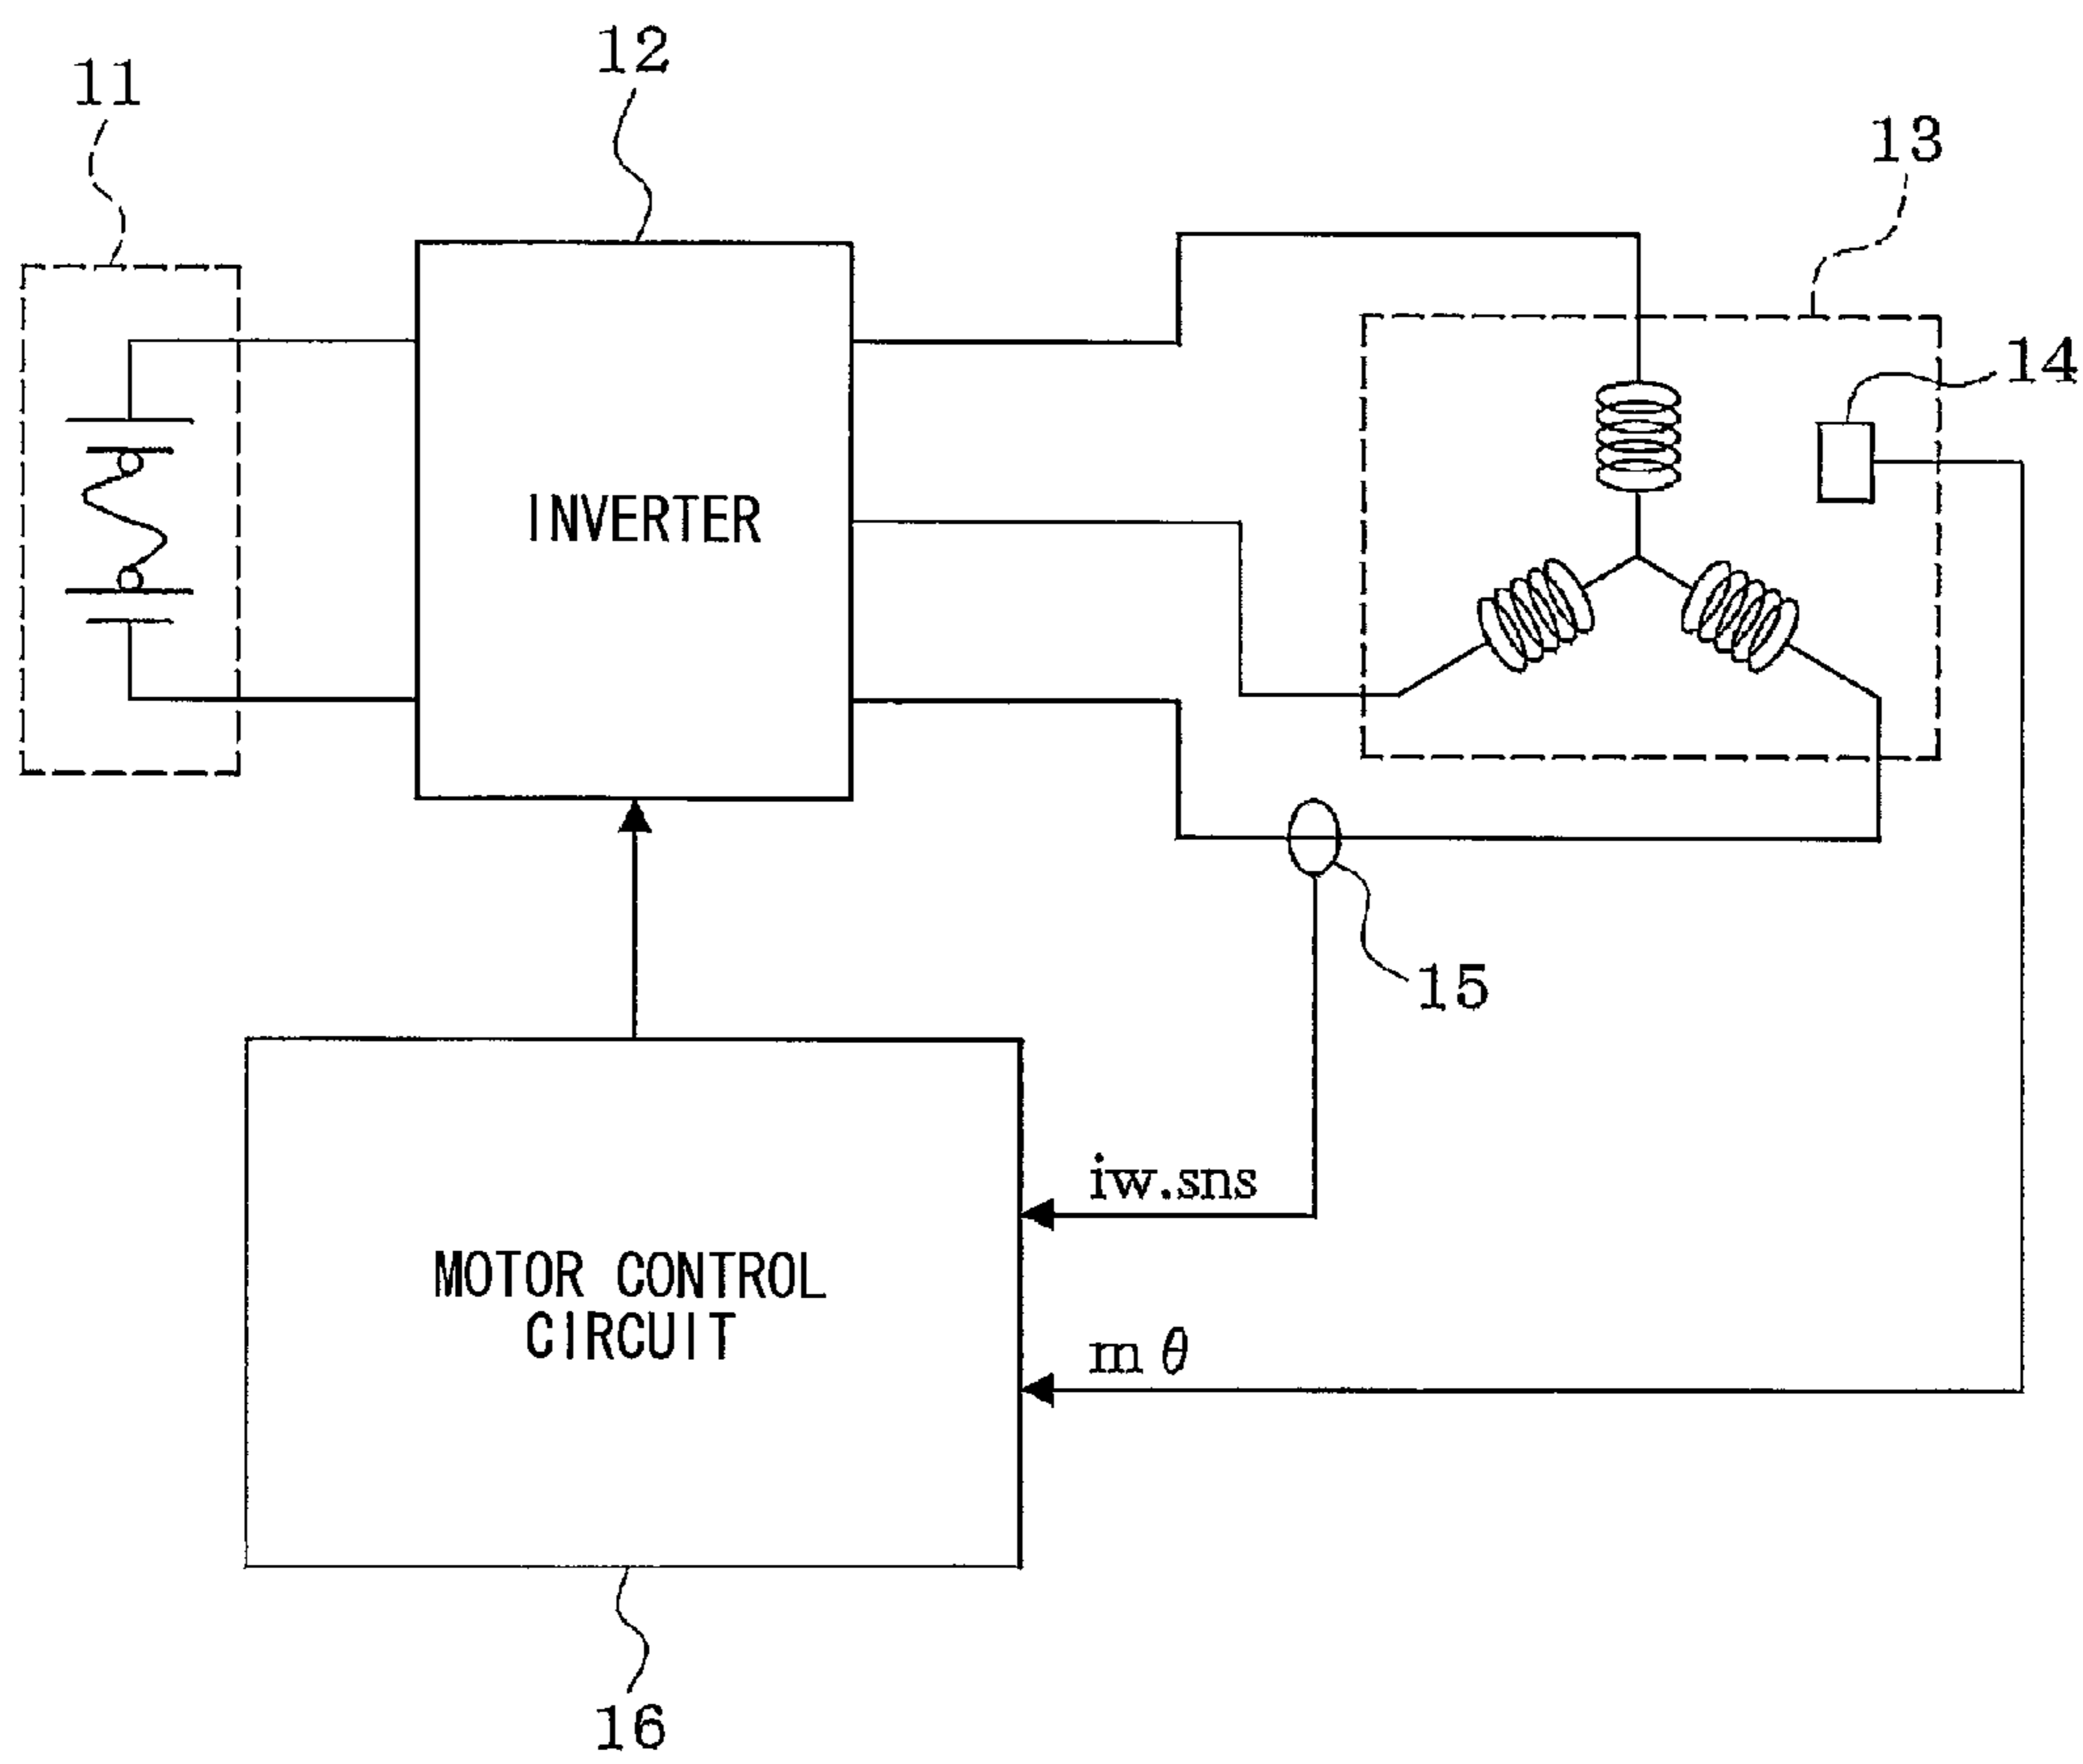 12
11
13
14
INVERTER
15
iw.sns
MOTOR CONTROL
CIRCUIT
m θ
16